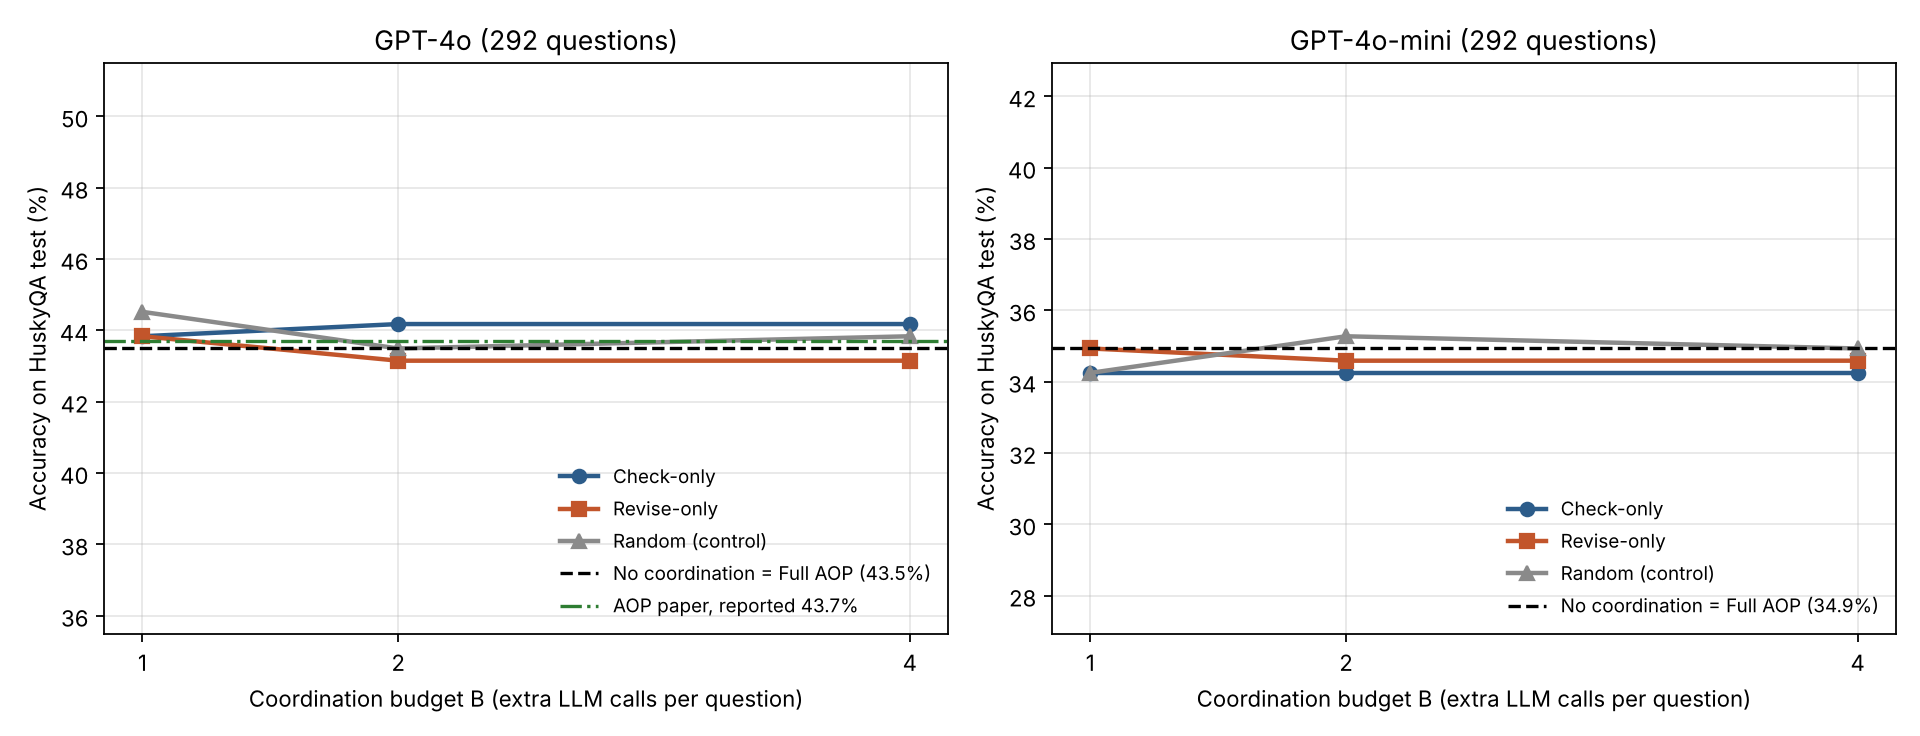 GPT-4o (292 questions)
Accuracy on HuskyQA test (%)
50
48
46
44
42
40
38
36
Check-only
Revise-only
Random (control)
No coordination = Full AOP (43.5%)
AOP paper, reported 43.7%
1
2
4
Coordination budget B (extra LLM calls per question)
GPT-4o-mini (292 questions)
Accuracy on HuskyQA test (%)
42
40
38
36
34
32
30
28
Check-only
Revise-only
Random (control)
No coordination = Full AOP (34.9%)
1
2
4
Coordination budget B (extra LLM calls per question)